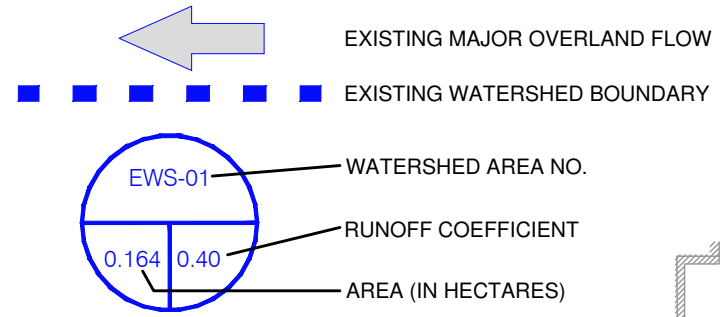 EXISTING MAJOR OVERLAND FLOW
EXISTING WATERSHED BOUNDARY
EWS-01
WATERSHED AREA NO.
RUNOFF COEFFICIENT
0.164 0.40
AREA (IN HECTARES)